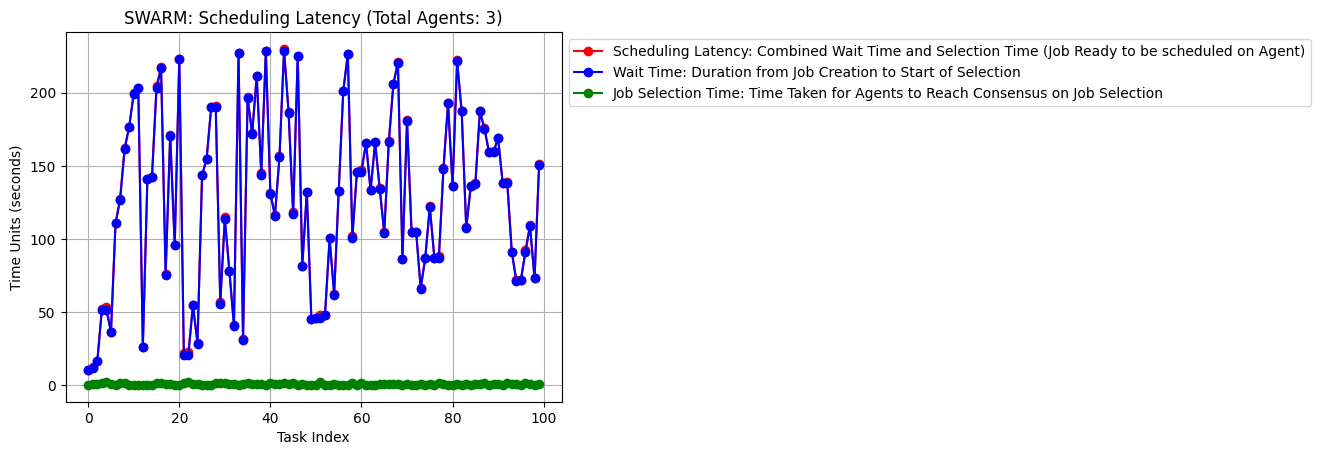 SWARM: Scheduling Latency (Total Agents: 3)
Scheduling Latency: Combined Wait Time and Selection Time (Job Ready to be scheduled on Agent)
Wait Time: Duration from Job Creation to Start of Selection
Job Selection Time: Time Taken for Agents to Reach Consensus on Job Selection
Time Units (seconds)
200
150
100
50
0
0 20 40 60 80 100
Task Index